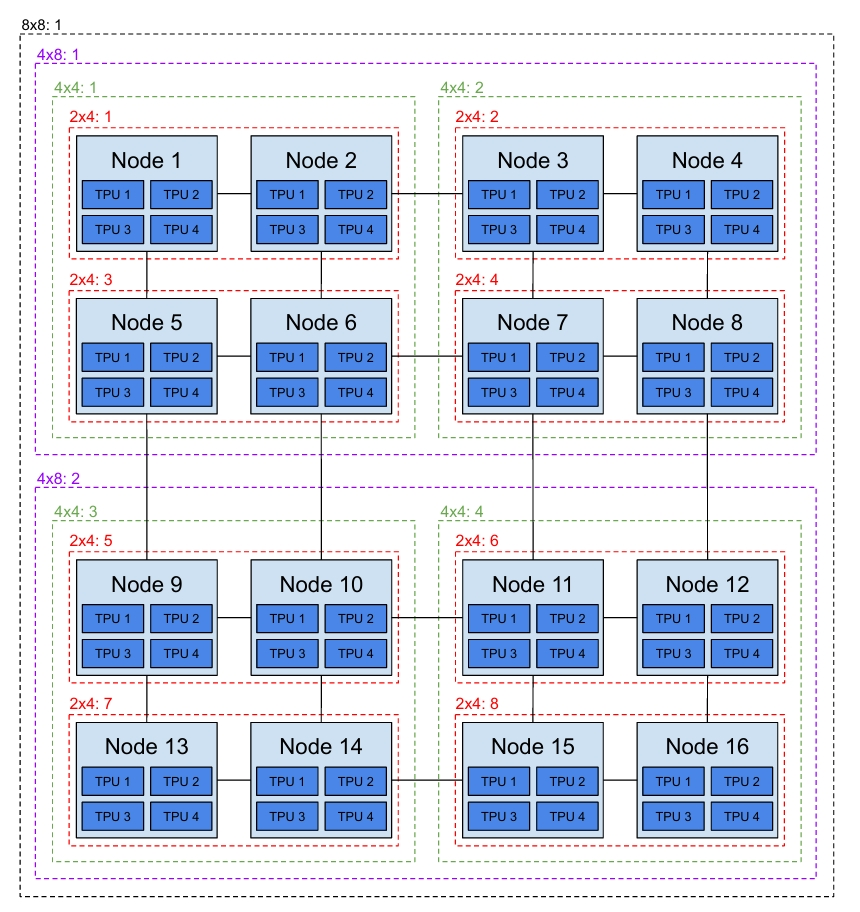 8x8: 1
4x8: 1
4x4: 1 4x4: 2
2x4: 1 2x4: 2
Node 1 Node 2 Node 3 Node 4
TPU 1 TPU 2 TPU 1 TPU 2 TPU 1 TPU 2 TPU 1 TPU 2
TPU 3 TPU 4 TPU 3 TPU 4 TPU 3 TPU 4 TPU 3 TPU 4
2x4: 3 2x4: 4
Node 5 Node 6 Node 7 Node 8
TPU 1 TPU 2 TPU 1 TPU 2 TPU 1 TPU 2 TPU 1 TPU 2
TPU 3 TPU 4 TPU 3 TPU 4 TPU 3 TPU 4 TPU 3 TPU 4
4x8: 2
4x4: 3 4x4: 4
2x4: 5 2x4: 6
Node 9 Node 10 Node 11 Node 12
TPU 1 TPU 2 TPU 1 TPU 2 TPU 1 TPU 2 TPU 1 TPU 2
TPU 3 TPU 4 TPU 3 TPU 4 TPU 3 TPU 4 TPU 3 TPU 4
2x4: 7 2x4: 8
Node 13 Node 14 Node 15 Node 16
TPU 1 TPU 2 TPU 1 TPU 2 TPU 1 TPU 2 TPU 1 TPU 2
TPU 3 TPU 4 TPU 3 TPU 4 TPU 3 TPU 4 TPU 3 TPU 4